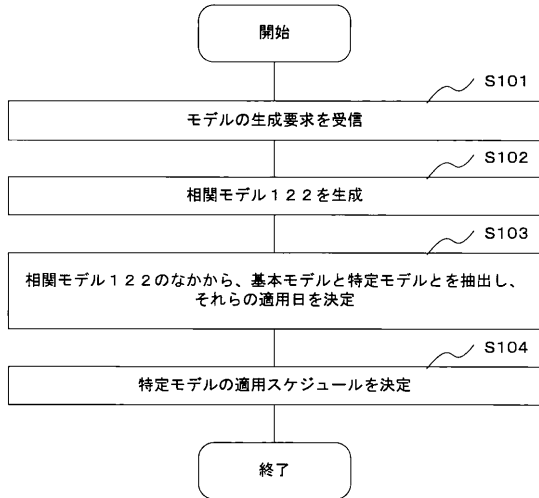 開始
S101
モデルの生成要求を受信
S102
相関モデル１２２を生成
S103
相関モデル１２２のなかから、基本モデルと特定モデルとを抽出し、
それらの適用日を決定
S104
特定モデルの適用スケジュールを決定
終了